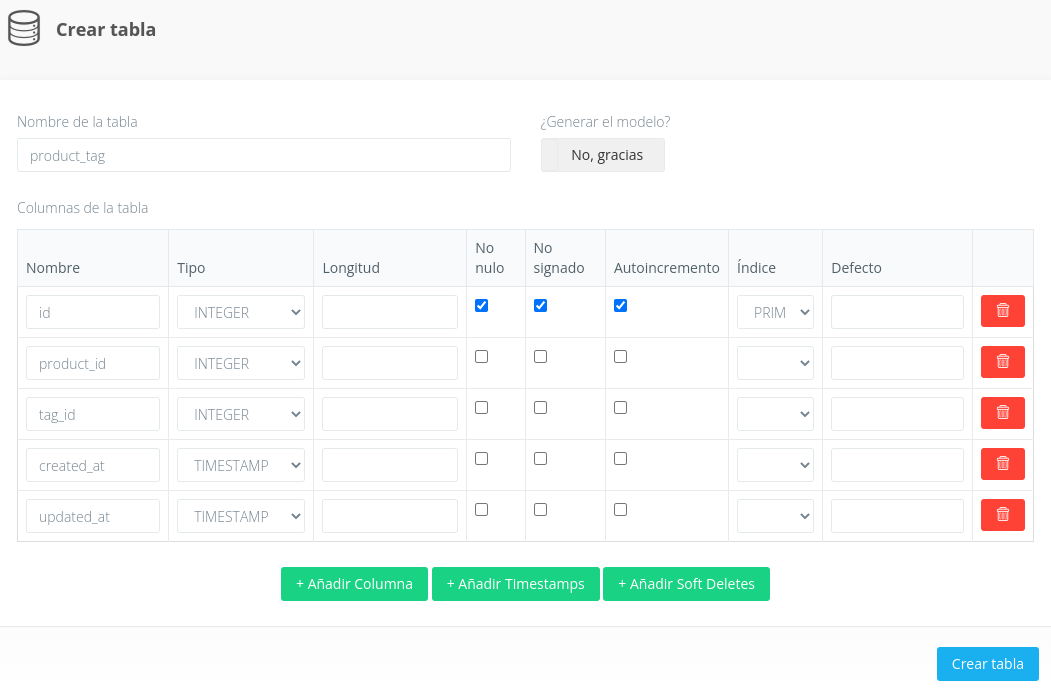 Crear tabla
Nombre de la tabla
¿Generar el modelo?
product_tag
No, gracias
Columnas de la tabla
Nombre Tipo Longitud No nulo No signado Autoincremento Índice Defecto
id INTEGER PRIM
product_id INTEGER
tag_id INTEGER
created_at TIMESTAMP
updated_at TIMESTAMP
+ Añadir Columna + Añadir Timestamps + Añadir Soft Deletes
Crear tabla